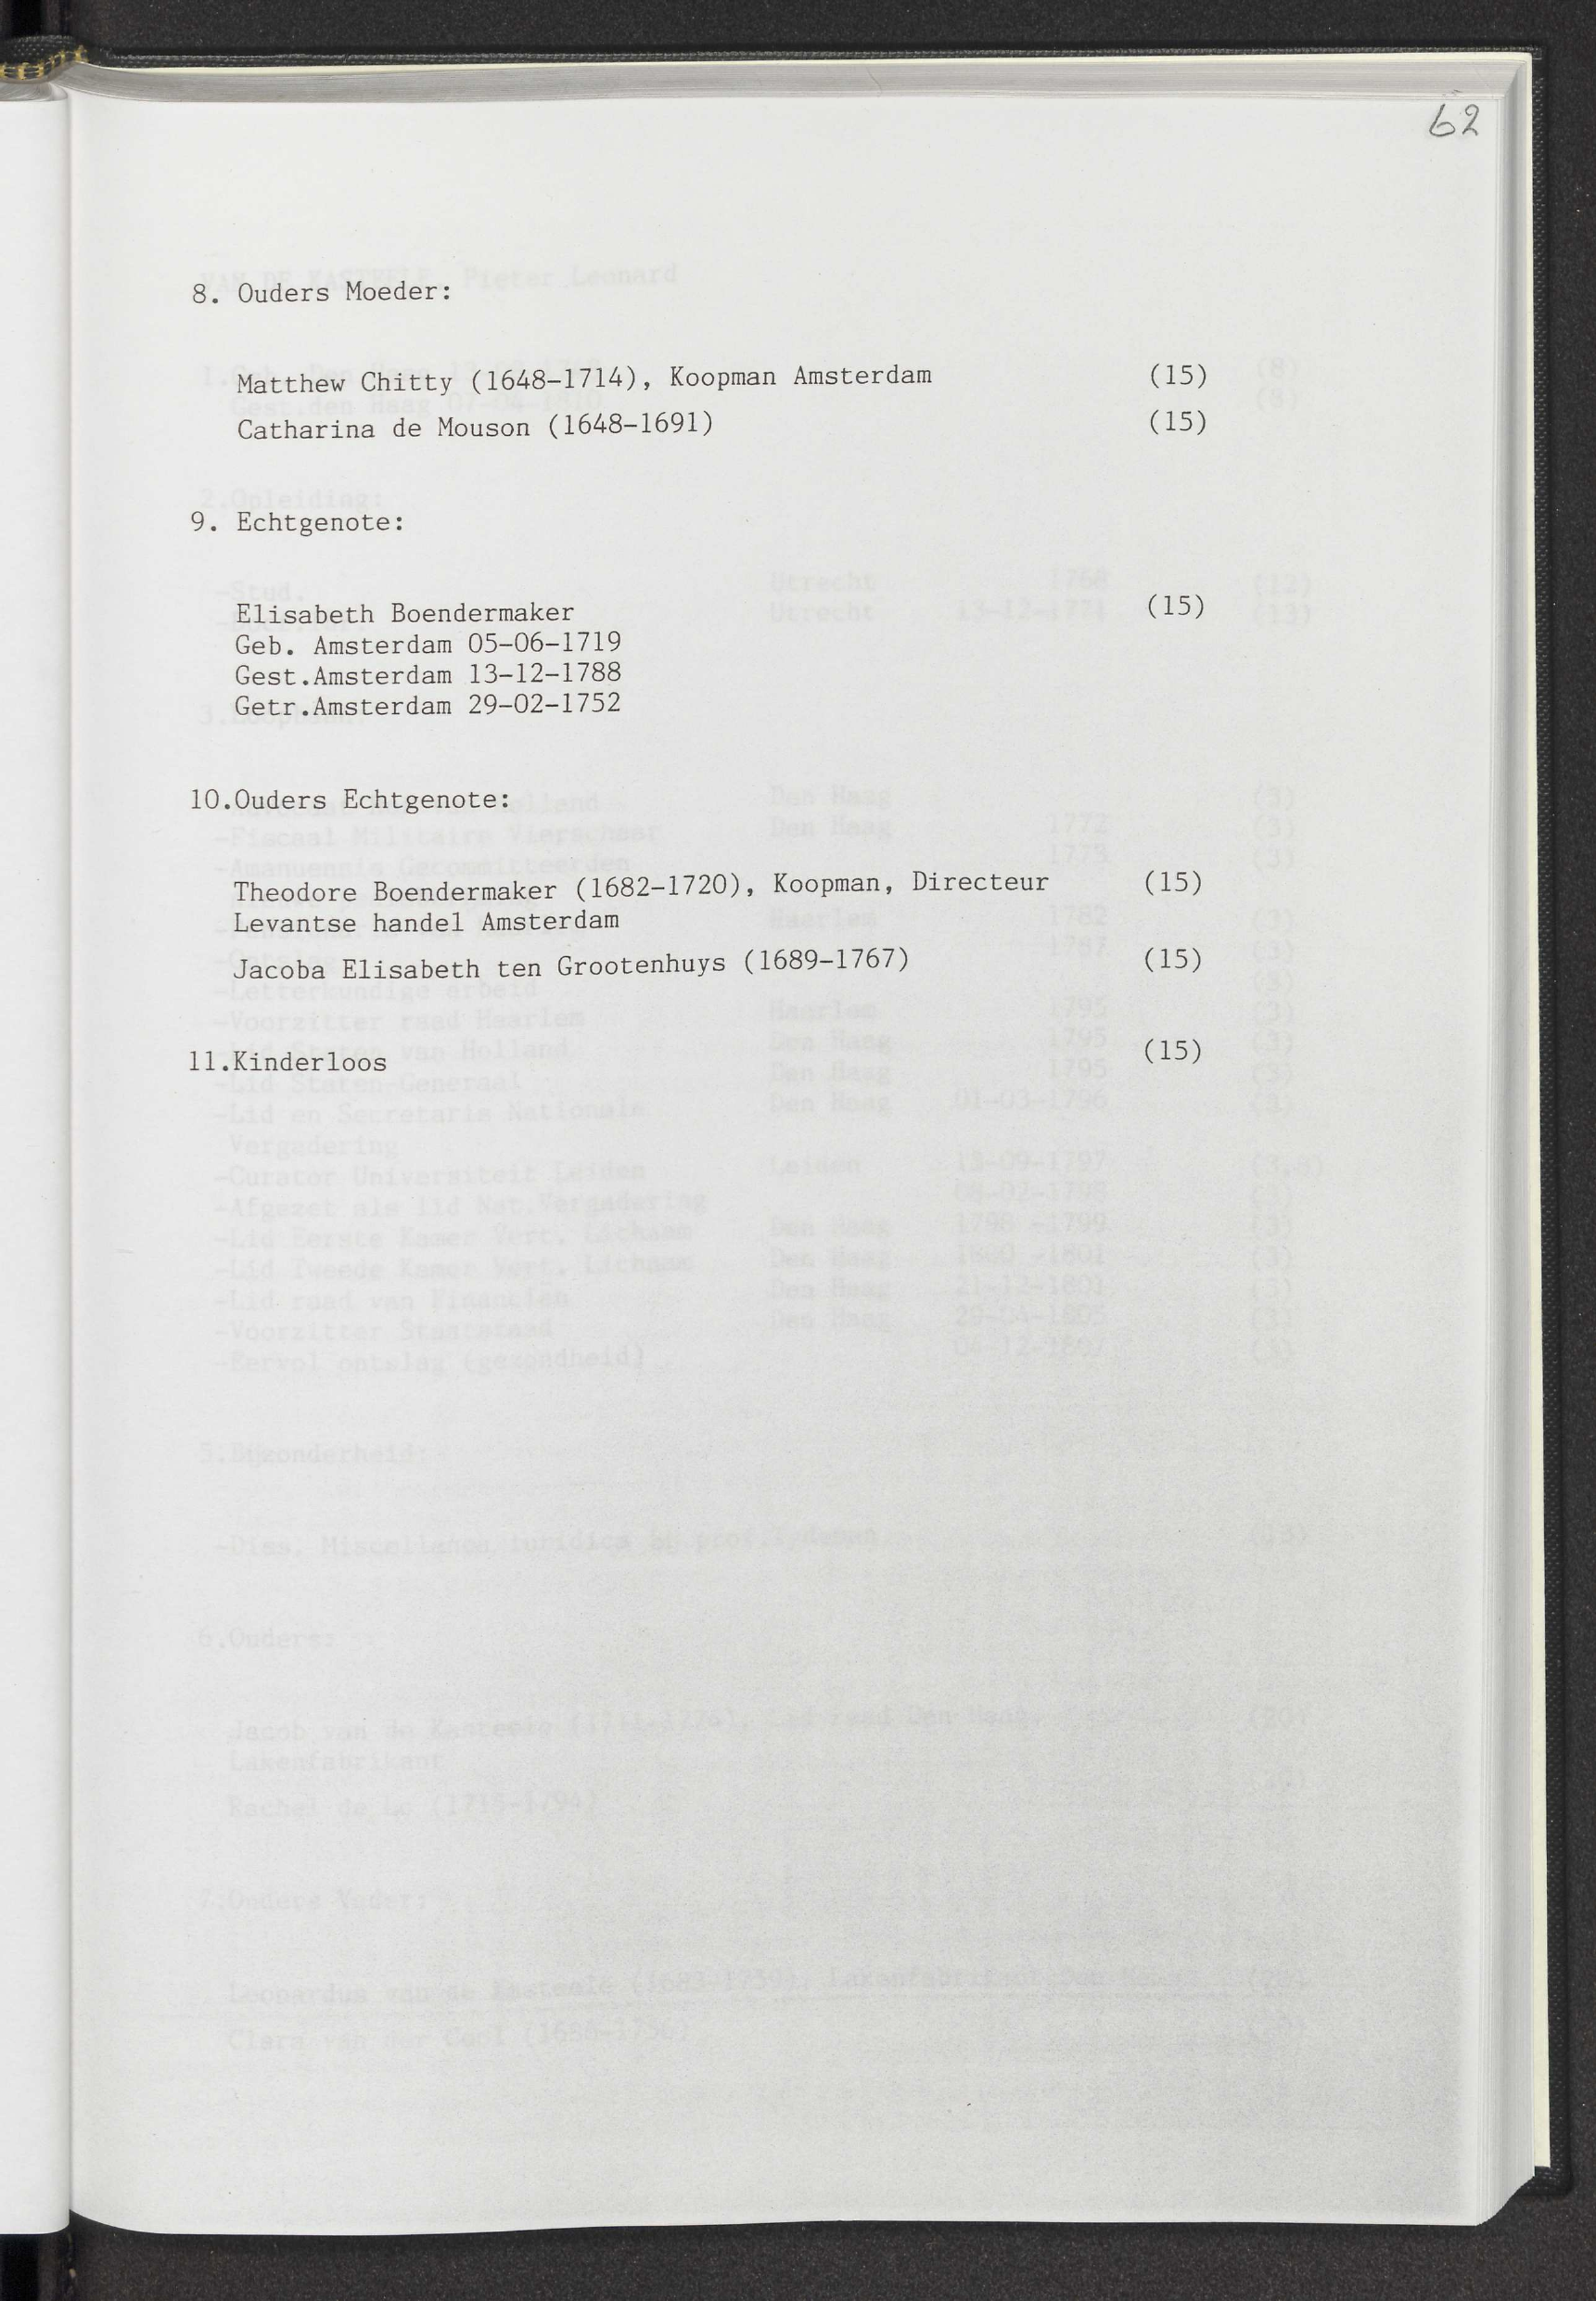 62
8. Ouders Moeder:
Matthew Chitty (1648-1714), Koopman Amsterdam (15)
Catharina de Mouson (1648-1691) (15)
9. Echtgenote:
Elisabeth Boendermaker (15)
Geb. Amsterdam 05-06-1719
Gest.Amsterdam 13-12-1788
Getr.Amsterdam 29-02-1752
10.Ouders Echtgenote:
Theodore Boendermaker (1682-1720), Koopman, Directeur (15)
Levantse handel Amsterdam
Jacoba Elisabeth ten Grootenhuys (1689-1767) (15)
11.Kinderloos (15)